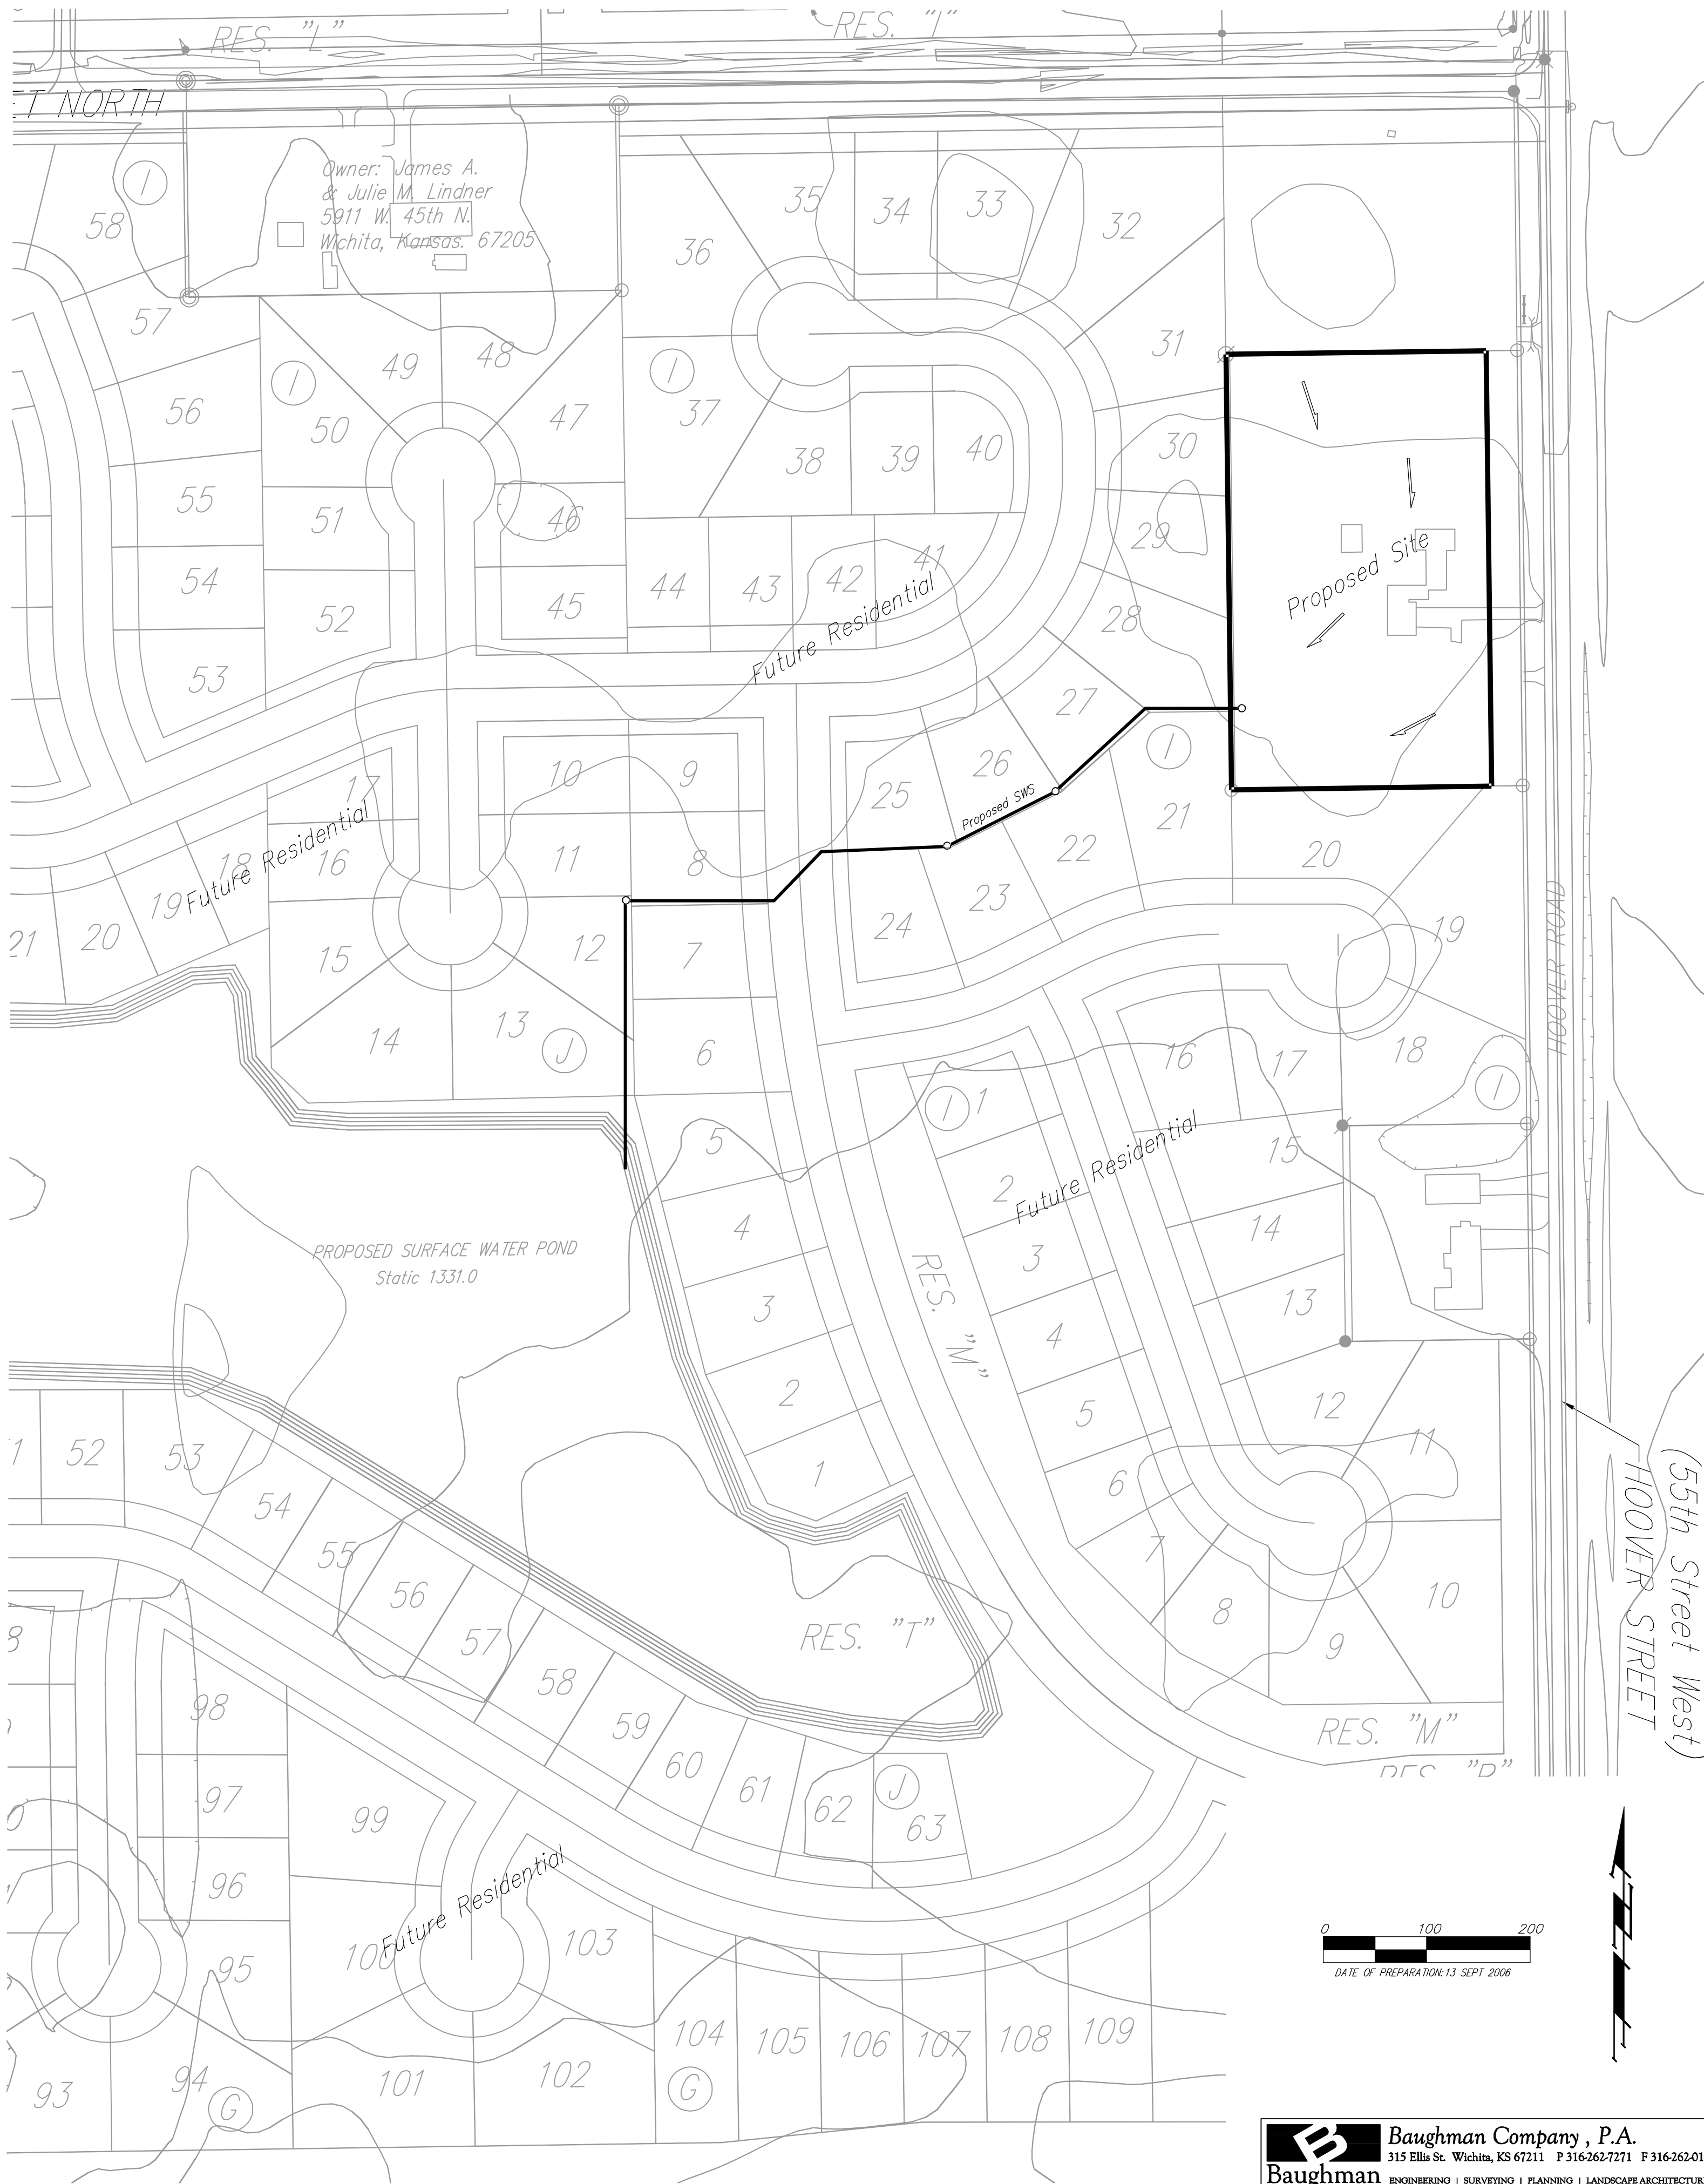 RES. "L"
RES. "I"
ET NORTH
I
58
Owner: James A.
& Julie M. Lindner
5911 W. 45th N.
Wichita, Kansas. 67205
35
34
33
32
36
57
49
48
I
I
31
56
50
47
37
38
39
40
30
55
51
46
29
Proposed Site
54
52
45
44
43
42
41
Future Residential
28
53
27
I
10
9
26
25
Proposed SWS
17
Future Residential
18
16
11
8
22
21
20
21
20
19
15
12
7
24
23
19
HOOVER ROAD
14
13
J
6
16
17
18
I
I
1
5
Future Residential
15
2
4
14
PROPOSED SURFACE WATER POND
Static 1331.0
3
3
13
RES. "M"
4
2
5
12
11
1
52
53
1
6
54
7
55
56
57
8
9
10
RES. "T"
58
59
60
61
62
J
63
RES. "M"
(55th Street West)
HOOVER STREET
98
97
99
96
95
Future Residential
100
103
104
105
106
107
108
109
93
94
G
101
102
G
0 100 200
DATE OF PREPARATION: 13 SEPT 2006
Baughman Company, P.A.
315 Ellis St. Wichita, KS 67211 P 316-262-7271 F 316-262-01
Baughman
ENGINEERING | SURVEYING | PLANNING | LANDSCAPE ARCHITECTUR